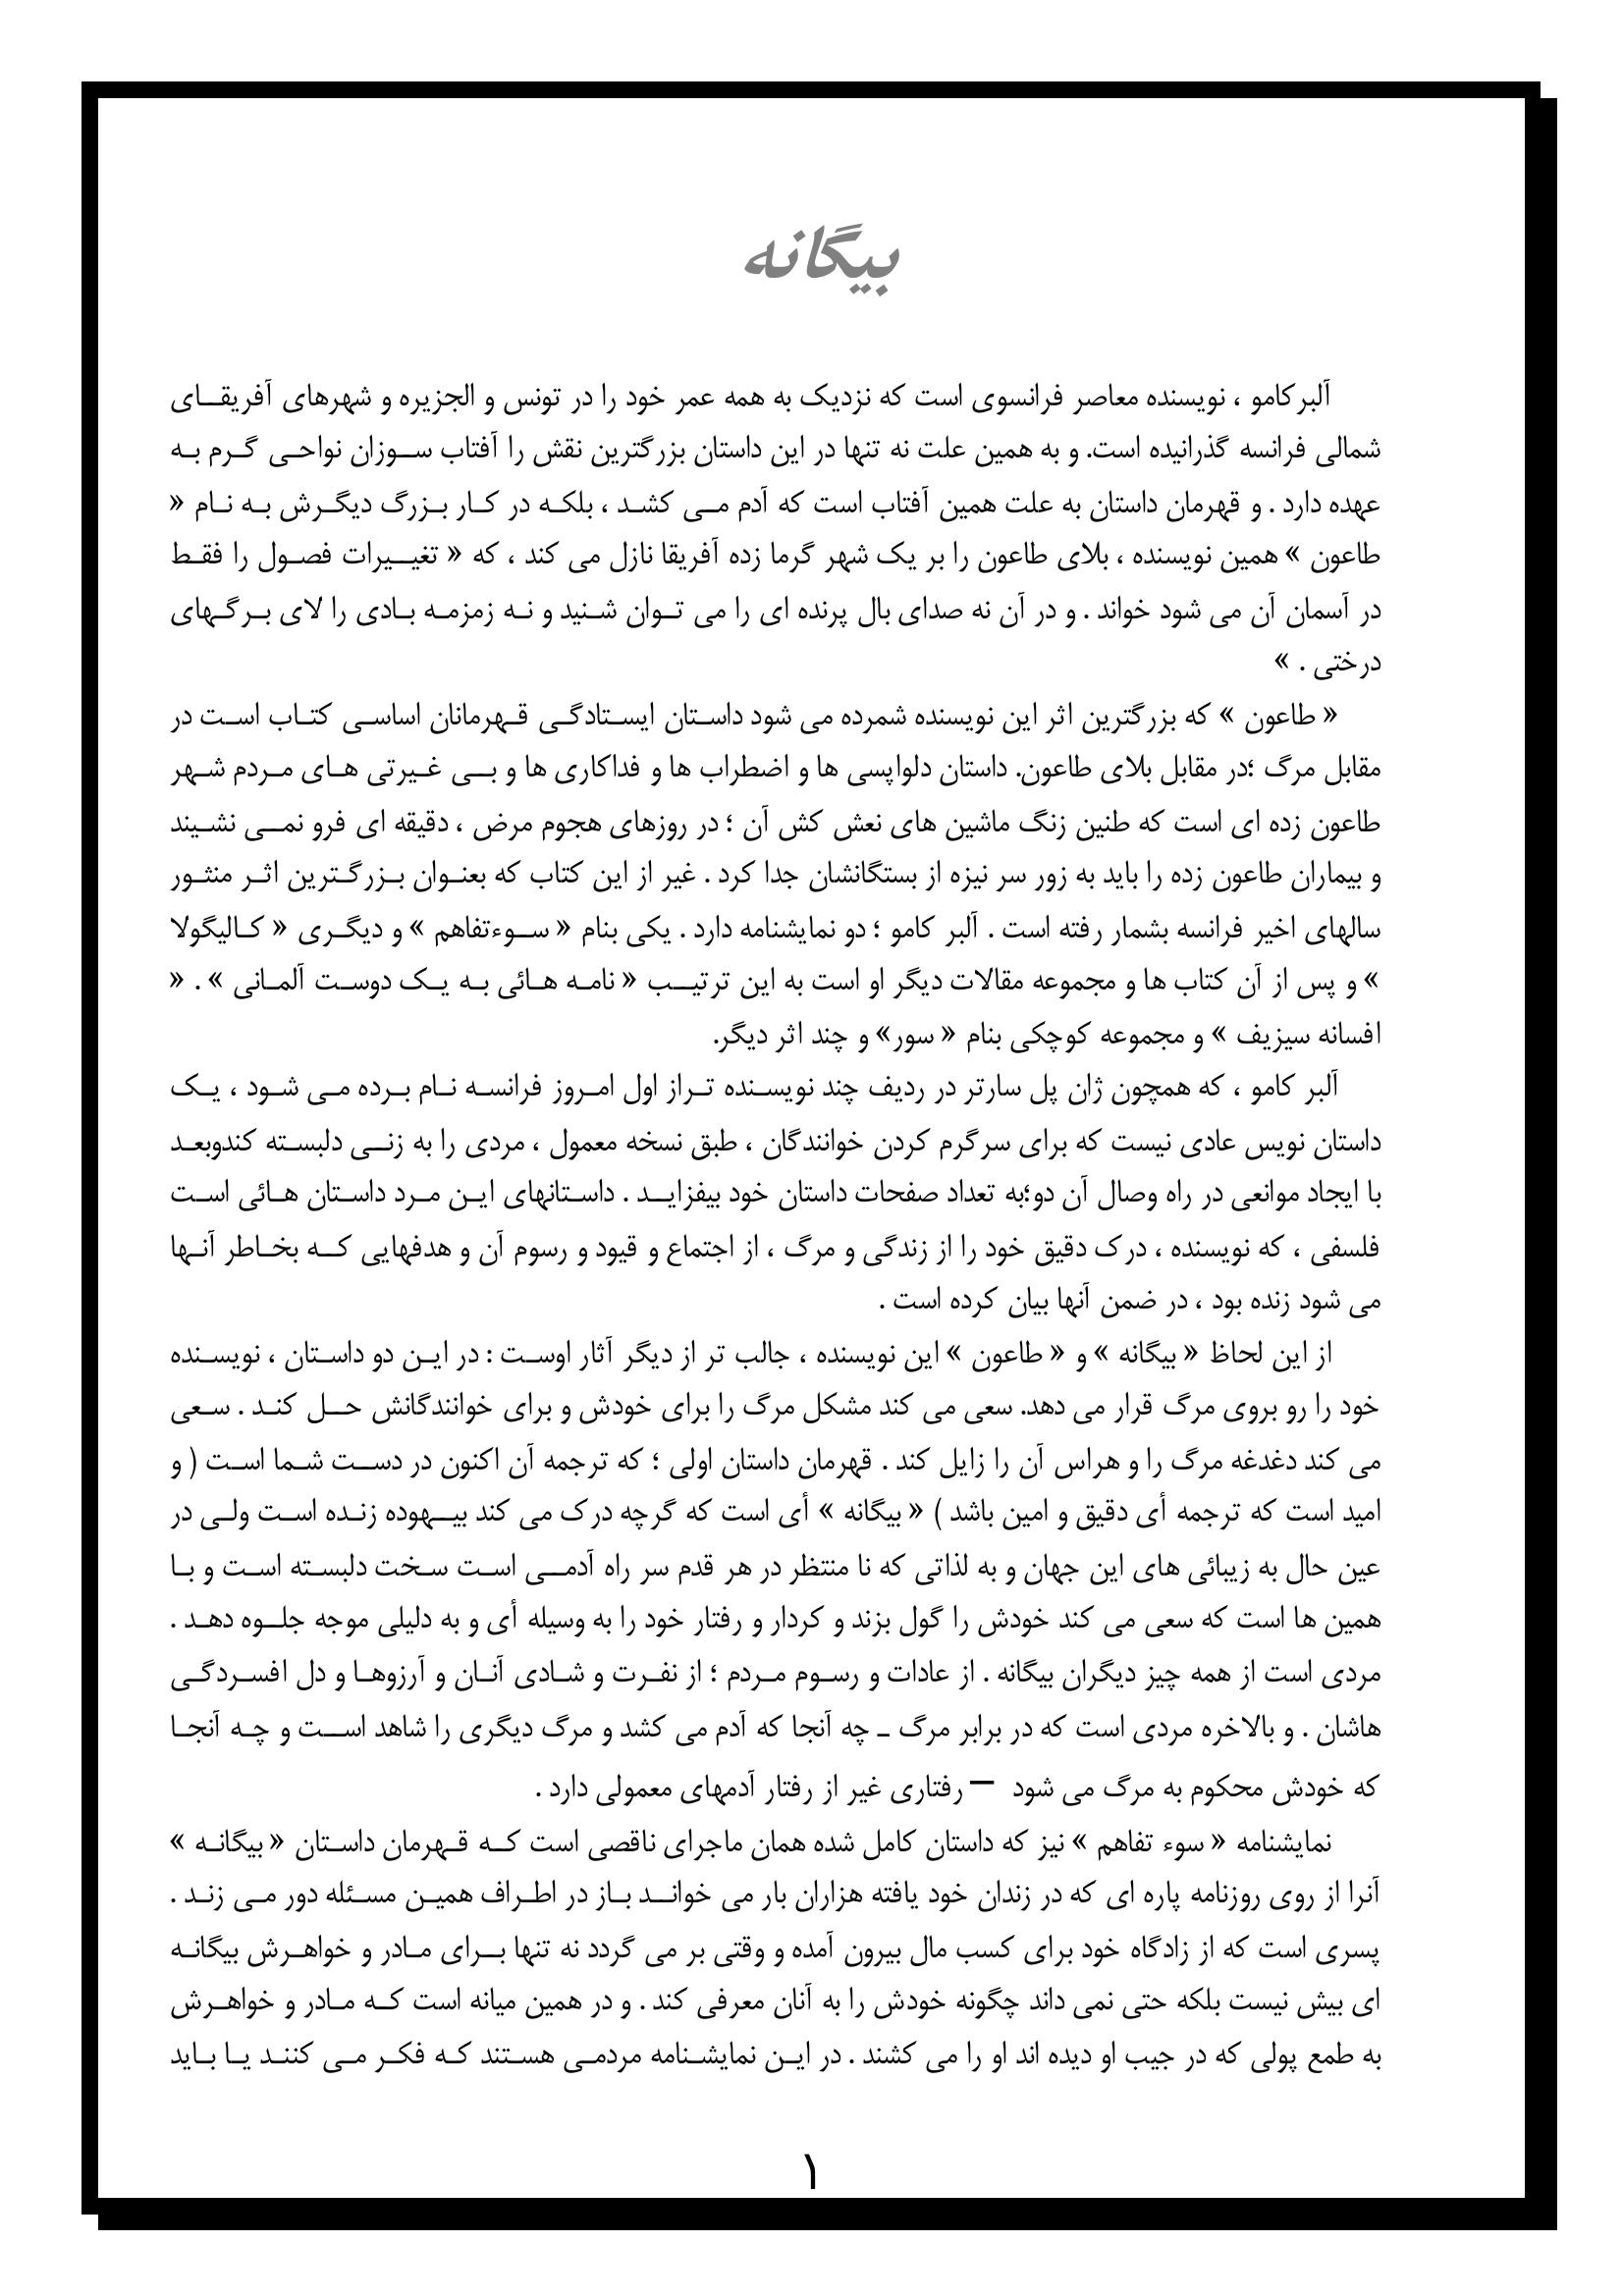 بیگانه
آلبر کامو ، نویسنده معاصر فرانسوی است که نزدیک به همه عمر خود را در تونس و الجزیره و شهرهای آفریقای
شمالی فرانسه گذرانیده است. و به همین علت نه تنها در این داستان بزرگترین نقش را آفتاب سوزان نواحی گرم به
عهده دارد . و قهرمان داستان به علت همین آفتاب است که آدم می کشد ، بلکه در کار بزرگ دیگرش به نام «
طاعون » همین نویسنده ، بلای طاعون را بر یک شهر گرما زده آفریقا نازل می کند ، که « تغییرات فصول را فقط
در آسمان آن می شود خواند . و در آن نه صدای بال پرنده ای را می توان شنید و نه زمزمه بادی را لای برگهای
درختی . »
« طاعون » که بزرگترین اثر این نویسنده شمرده می شود داستان ایستادگی قهرمانان اساسی کتاب است در
مقابل مرگ ؛در مقابل بلای طاعون. داستان دلواپسی ها و اضطراب ها و فداکاری ها و بی غیرتی های مردم شهر
طاعون زده ای است که طنین زنگ ماشین های نعش کش آن ؛ در روزهای هجوم مرض ، دقیقه ای فرو نمی نشیند
و بیماران طاعون زده را باید به زور سر نیزه از بستگانشان جدا کرد . غیر از این کتاب که بعنوان بزرگترین اثر منثور
سالهای اخیر فرانسه بشمار رفته است . آلبر کامو ؛ دو نمایشنامه دارد . یکی بنام « سوءتفاهم » و دیگری « کالیگولا
» و پس از آن کتاب ها و مجموعه مقالات دیگر او است به این ترتیب « نامه هائی به یک دوست آلمانی » . «
افسانه سیزیف » و مجموعه کوچکی بنام « سور» و چند اثر دیگر.
آلبر کامو ، که همچون ژان پل سارتر در ردیف چند نویسنده تراز اول امروز فرانسه نام برده می شود ، یک
داستان نویس عادی نیست که برای سرگرم کردن خوانندگان ، طبق نسخه معمول ، مردی را به زنی دلبسته کندوبعد
با ایجاد موانعی در راه وصال آن دو؛به تعداد صفحات داستان خود بیفزاید . داستانهای این مرد داستان هائی است
فلسفی ، که نویسنده ، درک دقیق خود را از زندگی و مرگ ، از اجتماع و قیود و رسوم آن و هدفهایی که بخاطر آنها
می شود زنده بود ، در ضمن آنها بیان کرده است .
از این لحاظ « بیگانه » و « طاعون » این نویسنده ، جالب تر از دیگر آثار اوست : در این دو داستان ، نویسنده
خود را رو بروی مرگ قرار می دهد. سعی می کند مشکل مرگ را برای خودش و برای خوانندگانش حل کند . سعی
می کند دغدغه مرگ را و هراس آن را زایل کند . قهرمان داستان اولی ؛ که ترجمه آن اکنون در دست شما است ( و
امید است که ترجمه أی دقیق و امین باشد ) « بیگانه » أی است که گرچه درک می کند بیهوده زنده است ولی در
عین حال به زیبائی های این جهان و به لذاتی که نا منتظر در هر قدم سر راه آدمی است سخت دلبسته است و با
همین ها است که سعی می کند خودش را گول بزند و کردار و رفتار خود را به وسیله أی و به دلیلی موجه جلوه دهد .
مردی است از همه چیز دیگران بیگانه . از عادات و رسوم مردم ؛ از نفرت و شادی آنان و آرزوها و دل افسردگی
هاشان . و بالاخره مردی است که در برابر مرگ ـ چه آنجا که آدم می کشد و مرگ دیگری را شاهد است و چه آنجا
که خودش محکوم به مرگ می شود – رفتاری غیر از رفتار آدمهای معمولی دارد .
نمایشنامه « سوء تفاهم » نیز که داستان کامل شده همان ماجرای ناقصی است که قهرمان داستان « بیگانه »
آنرا از روی روزنامه پاره ای که در زندان خود یافته هزاران بار می خواند باز در اطراف همین مسئله دور می زند .
پسری است که از زادگاه خود برای کسب مال بیرون آمده و وقتی بر می گردد نه تنها برای مادر و خواهرش بیگانه
ای بیش نیست بلکه حتی نمی داند چگونه خودش را به آنان معرفی کند . و در همین میانه است که مادر و خواهرش
به طمع پولی که در جیب او دیده اند او را می کشند . در این نمایشنامه مردمی هستند که فکر می کنند یا باید
۱